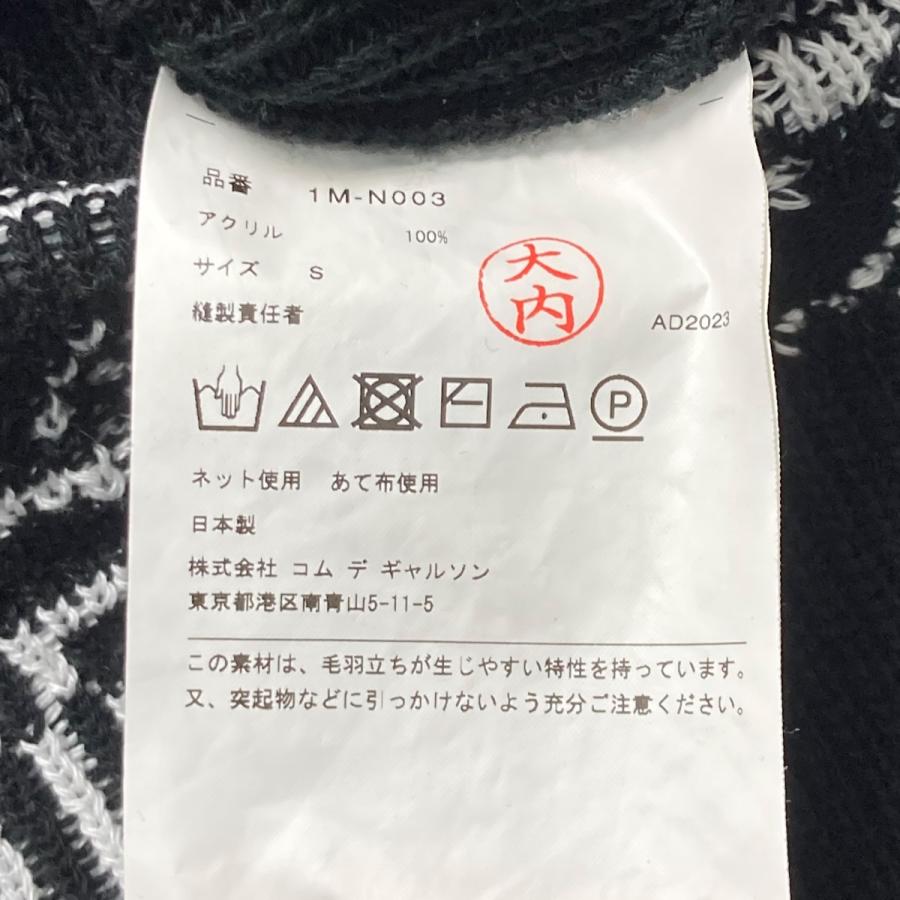 品番 1M-N003
アクリル 100%
サイズ S
縫製責任者
大内
AD2023
P
ネット使用 あて布使用
日本製
株式会社 コム デ ギャルソン
東京都港区南青山5-11-5
この素材は、毛羽立ちが生じやすい特性を持っています。
又、突起物などに引っかけないよう充分ご注意ください。